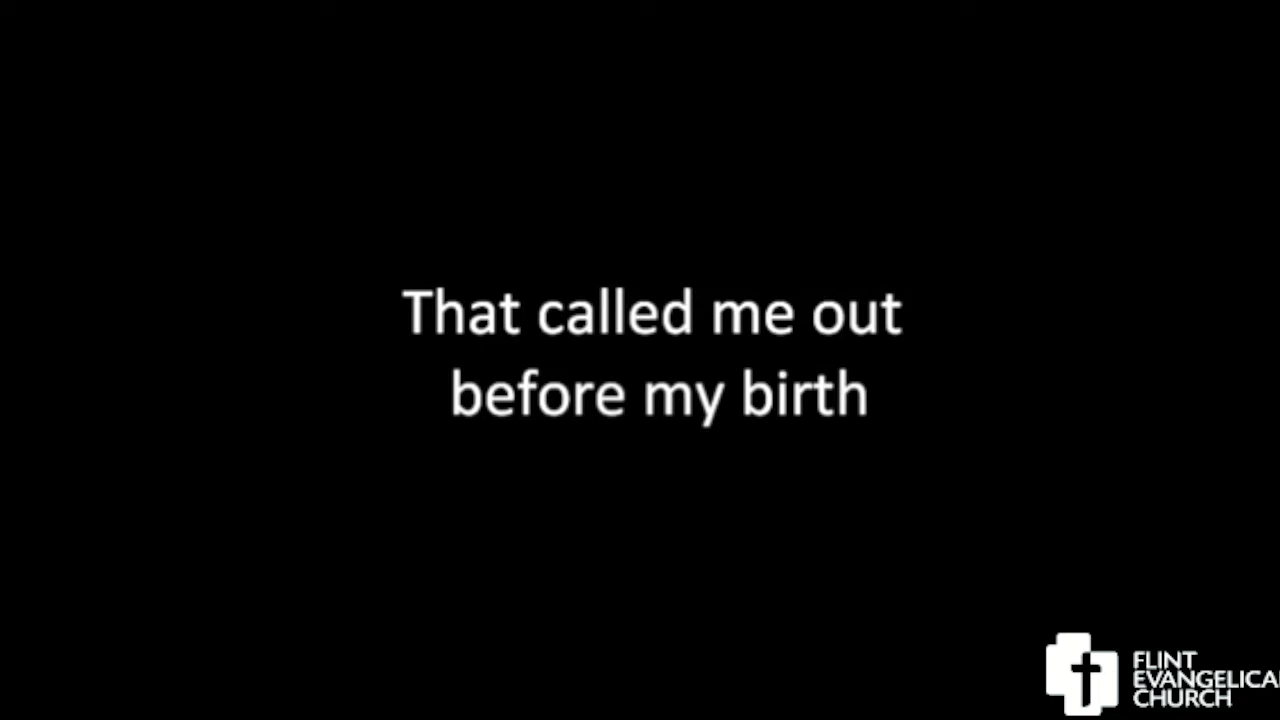 That called me out
before my birth
FLINT
EVANGELICAL
CHURCH